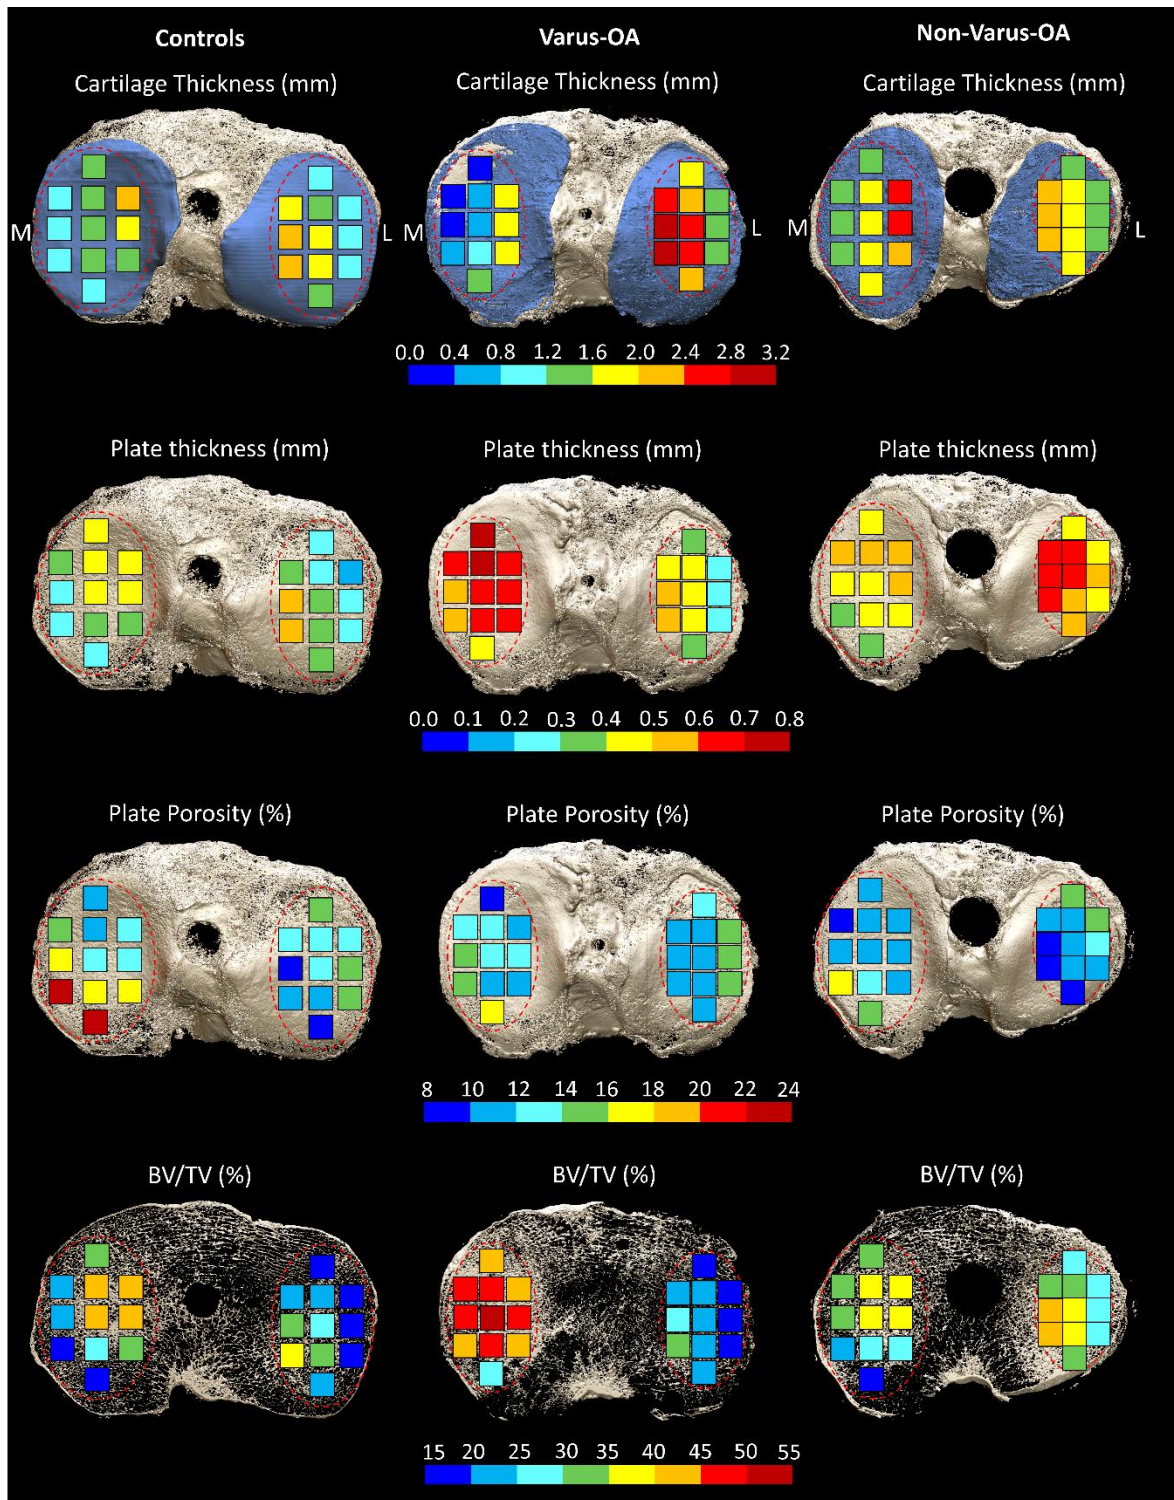 Controls Varus-OA Non-Varus-OA
Cartilage Thickness (mm) Cartilage Thickness (mm) Cartilage Thickness (mm)
M L M L M L
0.0 0.4 0.8 1.2 1.6 2.0 2.4 2.8 3.2
Plate thickness (mm) Plate thickness (mm) Plate thickness (mm)
0.0 0.1 0.2 0.3 0.4 0.5 0.6 0.7 0.8
Plate Porosity (%) Plate Porosity (%) Plate Porosity (%)
8 10 12 14 16 18 20 22 24
BV/TV (%) BV/TV (%) BV/TV (%)
15 20 25 30 35 40 45 50 55